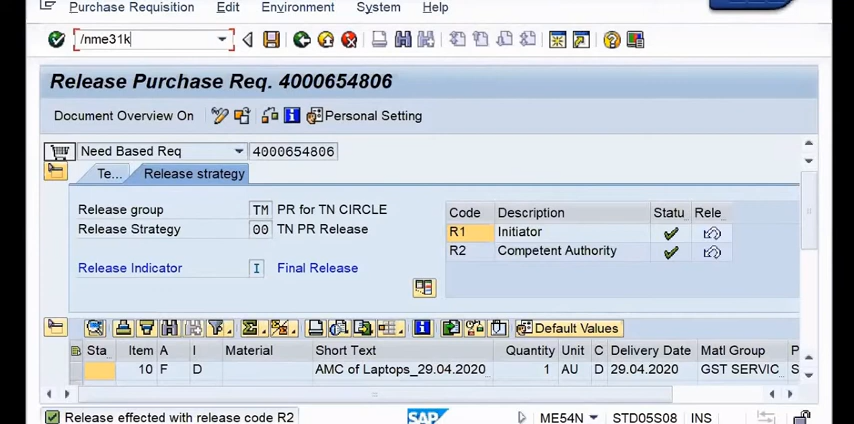 Purchase Requisition Edit Environment System Help
/nme31k
Release Purchase Req. 4000654806
Document Overview On Personal Setting
Need Based Req 4000654806
Te... Release strategy
Release group TM PR for TN CIRCLE
Release Strategy 00 TN PR Release
Release Indicator I Final Release
Code Description Statu Rele
R1 Initiator
R2 Competent Authority
Default Values
Sta Item A I Material Short Text Quantity Unit C Delivery Date Matl Group P
10 F D AMC of Laptops_29.04.2020 1 AU D 29.04.2020 GST SERVIC S
Release effected with release code R2 SAP ME54N STD05S08 INS